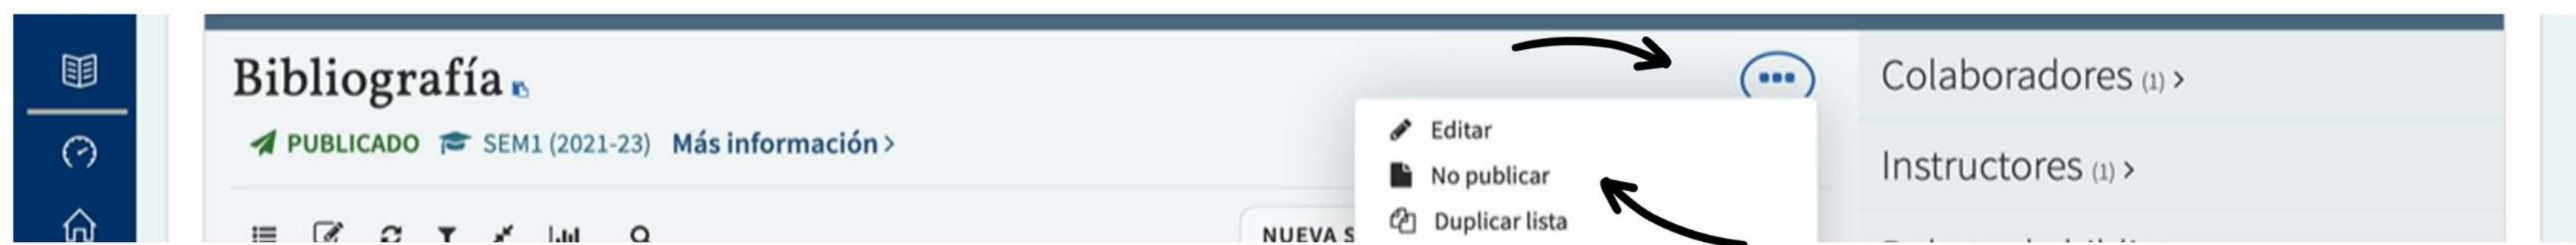 Bibliografía
PUBLICADO SEM1 (2021-23) Más información >
Editar
No publicar
Duplicar lista
NUEVA S
Colaboradores (1) >
Instructores (1) >